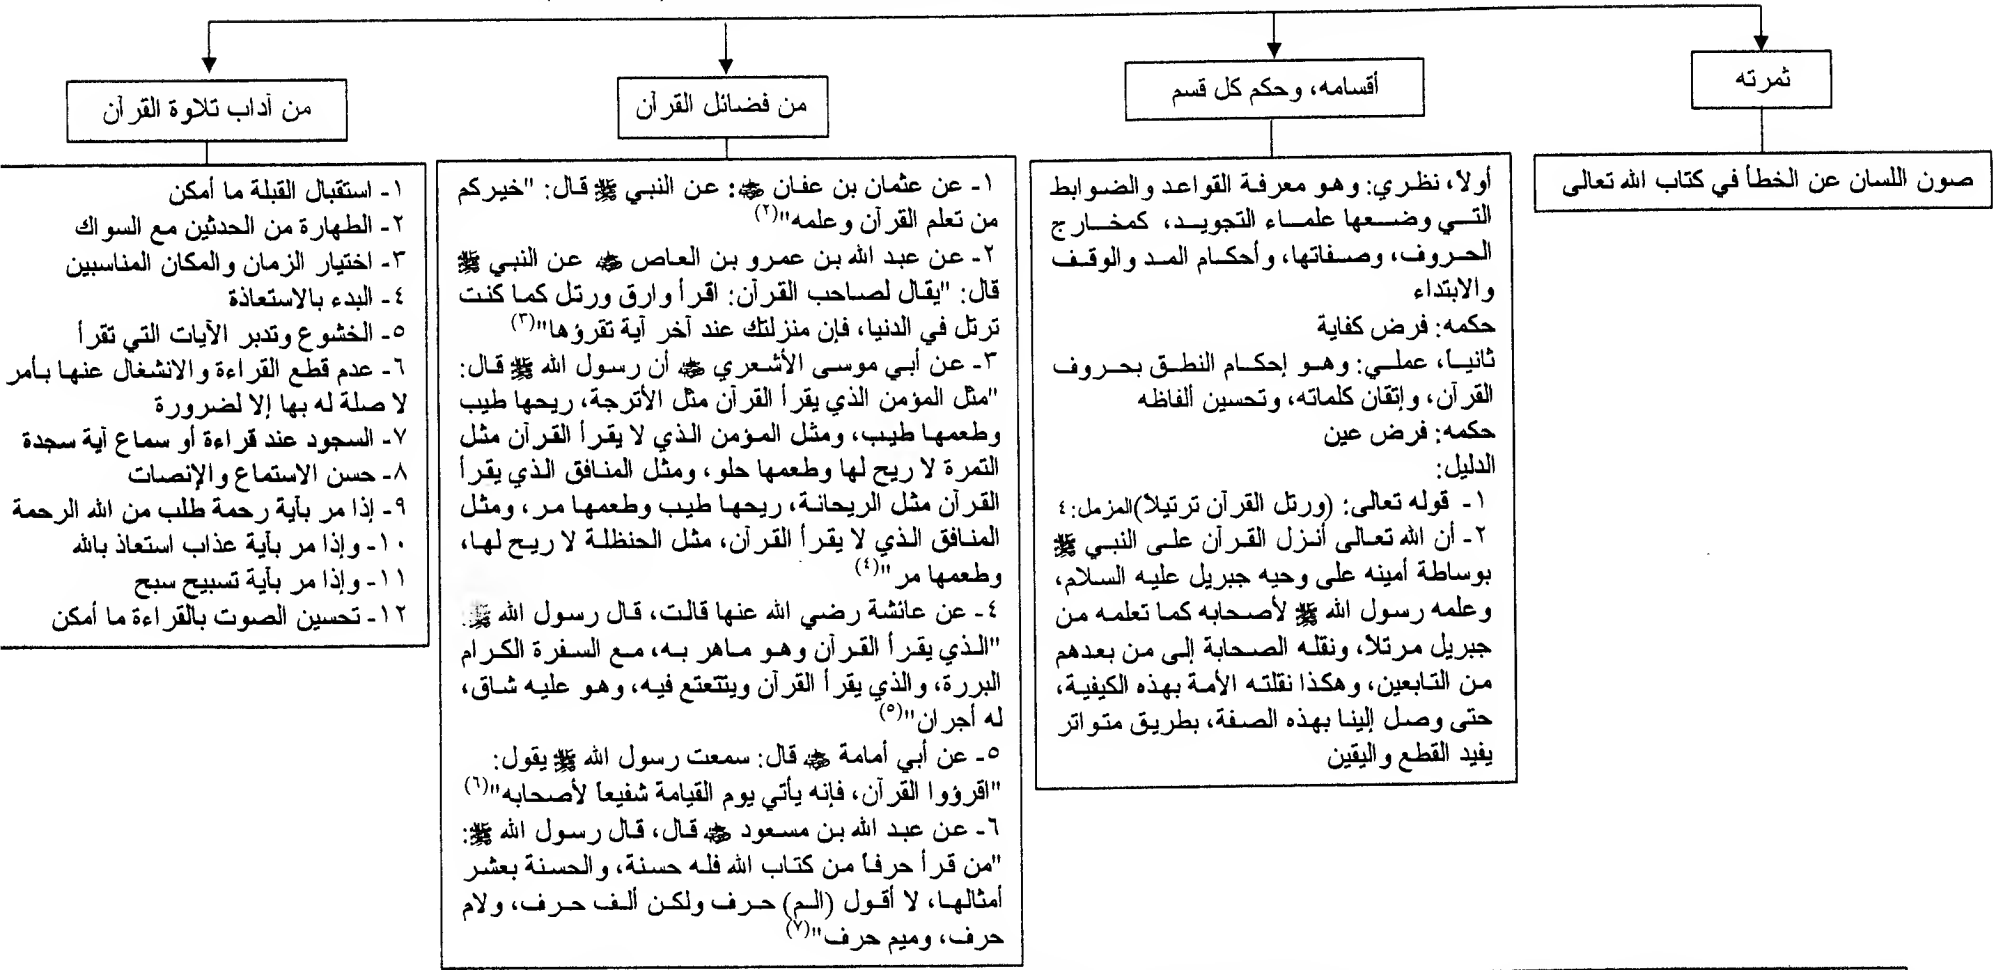 ثمرته
صون اللسان عن الخطأ في كتاب الله تعالى
أقسامه، وحكم كل قسم
أولاً، نظري: وهو معرفة القواعد والضوابط
التي وضعها علماء التجويد، كمخارج
الحروف، وصفاتها، وأحكام المد والوقف
والابتداء
حكمه: فرض كفاية
ثانياً، عملي: وهو إحكام النطق بحروف
القرآن، وإتقان كلماته، وتحسين ألفاظه
حكمه: فرض عين
الدليل:
١- قوله تعالى: (ورتل القرآن ترتيلا)المزمل:٤
٢- أن الله تعالى أنزل القرآن على النبي ﷺ
بوساطة أمينه على وحيه جبريل عليه السلام،
وعلمه رسول الله ﷺ لأصحابه كما تعلمه من
جبريل مرتلاً، ونقله الصحابة إلى من بعدهم
من التابعين، وهكذا نقلته الأمة بهذه الكيفية،
حتى وصل إلينا بهذه الصفة، بطريق متواتر
يفيد القطع واليقين
من فضائل القرآن
١- عن عثمان بن عفان ﵁: عن النبي ﷺ قال: "خيركم
من تعلم القرآن وعلمه"(٢)
٢- عن عبد الله بن عمرو بن العاص ﵁ عن النبي ﷺ
قال: "يقال لصاحب القرآن: اقرأ وارق ورتل كما كنت
ترتل في الدنيا، فإن منزلتك عند آخر آية تقرؤها"(٣)
٣- عن أبي موسى الأشعري ﵁ أن رسول الله ﷺ قال:
"مثل المؤمن الذي يقرأ القرآن مثل الأترجة، ريحها طيب
وطعمها طيب، ومثل المؤمن الذي لا يقرأ القرآن مثل
التمرة لا ريح لها وطعمها حلو، ومثل المنافق الذي يقرأ
القرآن مثل الريحانة، ريحها طيب وطعمها مر، ومثل
المنافق الذي لا يقرأ القرآن، مثل الحنظلة لا ريح لها،
وطعمها مر"(٤)
٤- عن عائشة رضي الله عنها قالت، قال رسول الله ﷺ:
"الذي يقرأ القرآن وهو ماهر به، مع السفرة الكرام
البررة، والذي يقرأ القرآن ويتتعتع فيه، وهو عليه شاق،
له أجران"(٥)
٥- عن أبي أمامة ﵁ قال: سمعت رسول الله ﷺ يقول:
"اقرؤوا القرآن، فإنه يأتي يوم القيامة شفيعاً لأصحابه"(٦)
٦- عن عبد الله بن مسعود ﵁ قال، قال رسول الله ﷺ:
"من قرأ حرفاً من كتاب الله فله حسنة، والحسنة بعشر
أمثالها، لا أقول (الم) حرف ولكن ألف حرف، ولام
حرف، وميم حرف"(٧)
من آداب تلاوة القرآن
١- استقبال القبلة ما أمكن
٢- الطهارة من الحدثين مع السواك
٣- اختيار الزمان والمكان المناسبين
٤- البدء بالاستعاذة
٥- الخشوع وتدبر الآيات التي تقرأ
٦- عدم قطع القراءة والانشغال عنها بأمر
لا صلة له بها إلا لضرورة
٧- السجود عند قراءة أو سماع آية سجدة
٨- حسن الاستماع والإنصات
٩- إذا مر بآية رحمة طلب من الله الرحمة
١٠- وإذا مر بآية عذاب استعاذ بالله
١١- وإذا مر بآية تسبيح سبح
١٢- تحسين الصوت بالقراءة ما أمكن